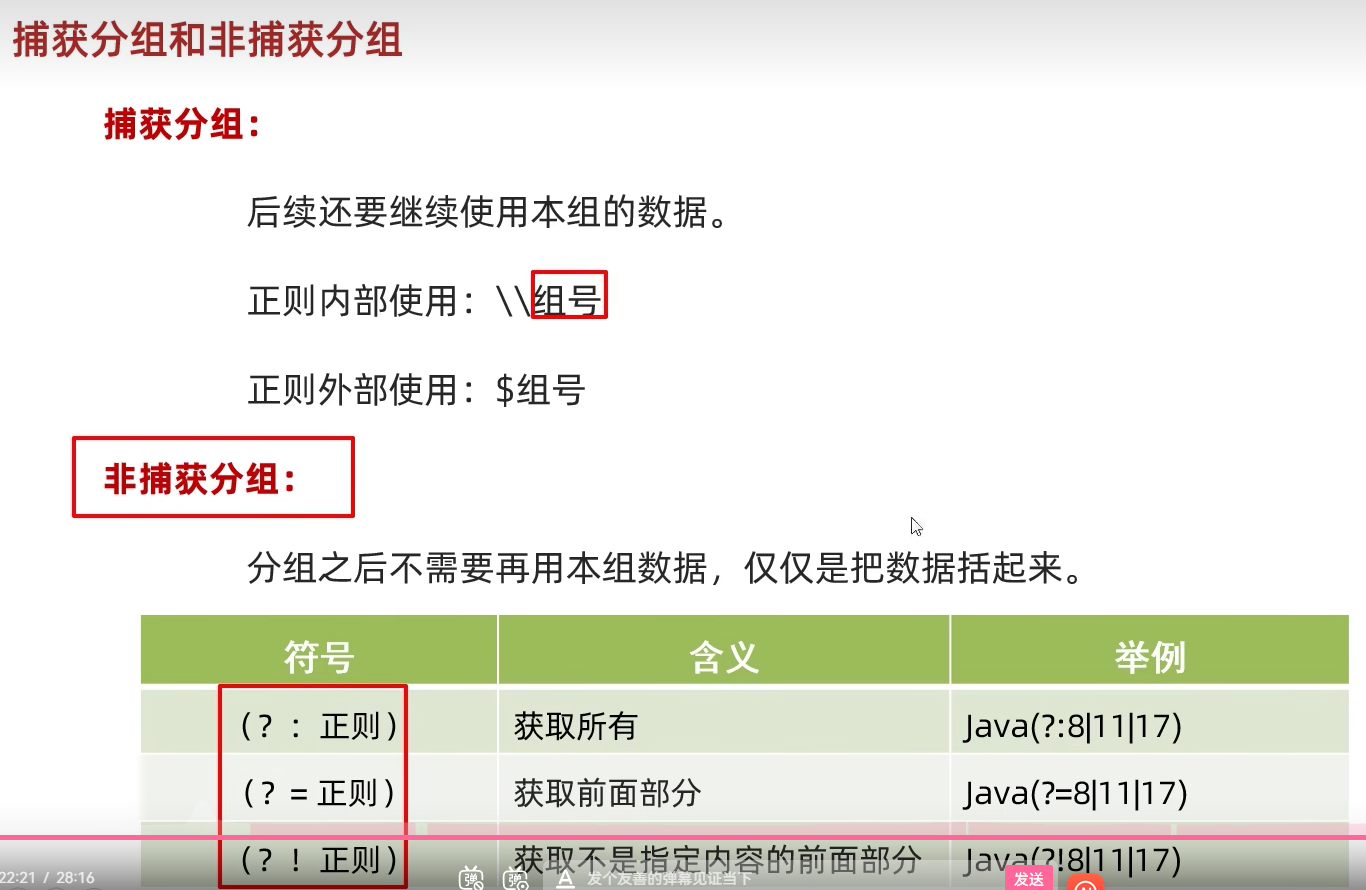 捕获分组和非捕获分组
捕获分组：
后续还要继续使用本组的数据。
正则内部使用：\\组号
正则外部使用：$组号
非捕获分组：
分组之后不需要再用本组数据，仅仅是把数据括起来。
符号 含义 举例
（？：正则） 获取所有 Java(?:8|11|17)
（？=正则） 获取前面部分 Java(?=8|11|17)
（？！正则） 获取不是指定内容的前面部分 Java(?!8|11|17)
22:21 / 28:16 弹 弹 A 发个友善的弹幕见证当下 发送